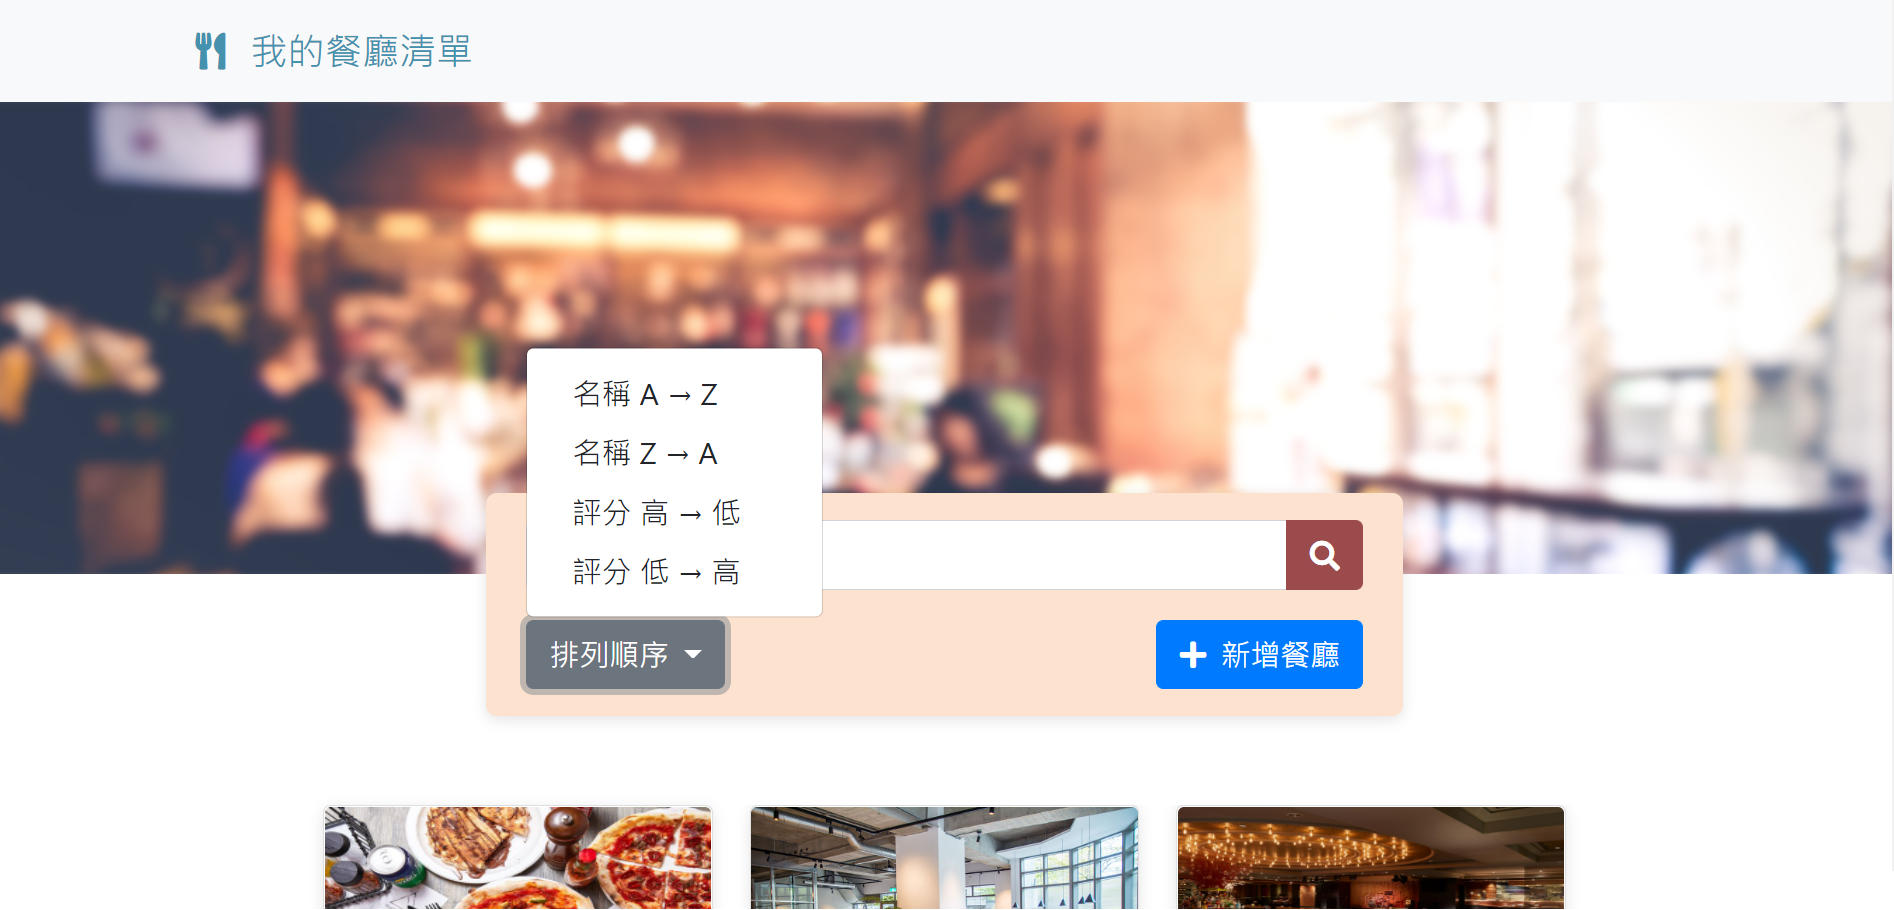 我的餐廳清單
名稱 A → Z
名稱 Z → A
評分 高 → 低
評分 低 → 高
排列順序
新增餐廳